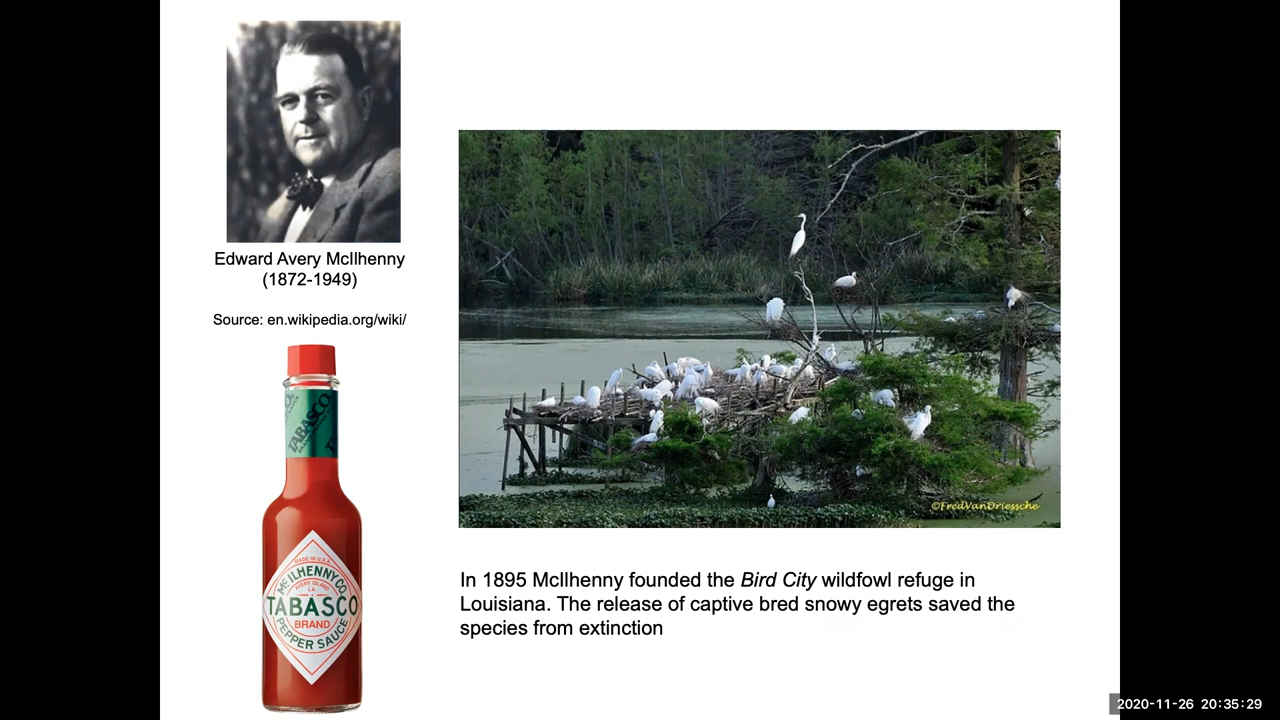 Edward Avery McIlhenny
(1872-1949)
Source: en.wikipedia.org/wiki/
TABASCO
MADE IN U.S.A.
McILHENNY CO.
AVERY ISLAND
LA.
TABASCO
BRAND
PEPPER SAUCE
©FredVanDriessche
In 1895 McIlhenny founded the Bird City wildfowl refuge in
Louisiana. The release of captive bred snowy egrets saved the
species from extinction
2020-11-26 20:35:29